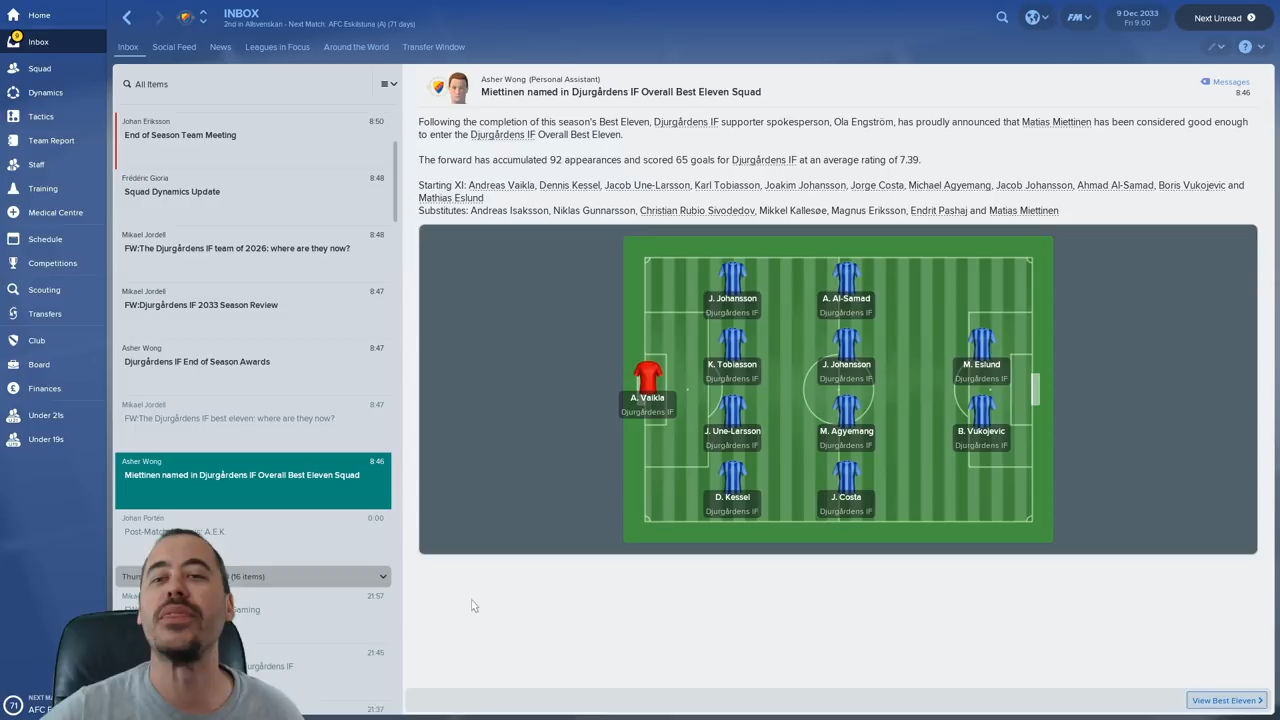 Home
INBOX
2nd in Allsvenskan - Next Match: AFC Eskilstuna (A) (71 days)
FM
9 Dec 2033
Fri 9:00
Next Unread
9
Inbox
Inbox
Social Feed
News
Leagues in Focus
Around the World
Transfer Window
?
Squad
Dynamics
Tactics
Team Report
Staff
Training
Medical Centre
Schedule
Competitions
Scouting
Transfers
Club
Board
Finances
Under 21s
Under 19s
71
NEXT MA
AFC E
All Items
Johan Eriksson 8:50
End of Season Team Meeting
Frédéric Gioria 8:48
Squad Dynamics Update
Mikael Jordell 8:48
FW:The Djurgårdens IF team of 2026: where are they now?
Mikael Jordell 8:47
FW:Djurgårdens IF 2033 Season Review
Asher Wong 8:47
Djurgårdens IF End of Season Awards
Mikael Jordell 8:47
FW:The Djurgårdens IF best eleven: where are they now?
Asher Wong 8:46
Miettinen named in Djurgårdens IF Overall Best Eleven Squad
Johan Portén 0:00
Post-Match : A.E.K.
Thu (16 items)
21:57
Gaming
21:45
IF
21:37
Asher Wong (Personal Assistant)
Miettinen named in Djurgårdens IF Overall Best Eleven Squad
Messages
8:46
Following the completion of this season's Best Eleven, Djurgårdens IF supporter spokesperson, Ola Engström, has proudly announced that Matias Miettinen has been considered good enough
to enter the Djurgårdens IF Overall Best Eleven.
The forward has accumulated 92 appearances and scored 65 goals for Djurgårdens IF at an average rating of 7.39.
Starting XI: Andreas Vaikla, Dennis Kessel, Jacob Une-Larsson, Karl Tobiasson, Joakim Johansson, Jorge Costa, Michael Agyemang, Jacob Johansson, Ahmad Al-Samad, Boris Vukojevic and
Mathias Eslund
Substitutes: Andreas Isaksson, Niklas Gunnarsson, Christian Rubio Sivodedov, Mikkel Kallesøe, Magnus Eriksson, Endrit Pashaj and Matias Miettinen
J. Johansson
Djurgårdens IF
A. Al-Samad
Djurgårdens IF
K. Tobiasson
Djurgårdens IF
J. Johansson
Djurgårdens IF
M. Eslund
Djurgårdens IF
A. Vaikla
Djurgårdens IF
J. Une-Larsson
Djurgårdens IF
M. Agyemang
Djurgårdens IF
B. Vukojevic
Djurgårdens IF
D. Kessel
Djurgårdens IF
J. Costa
Djurgårdens IF
View Best Eleven